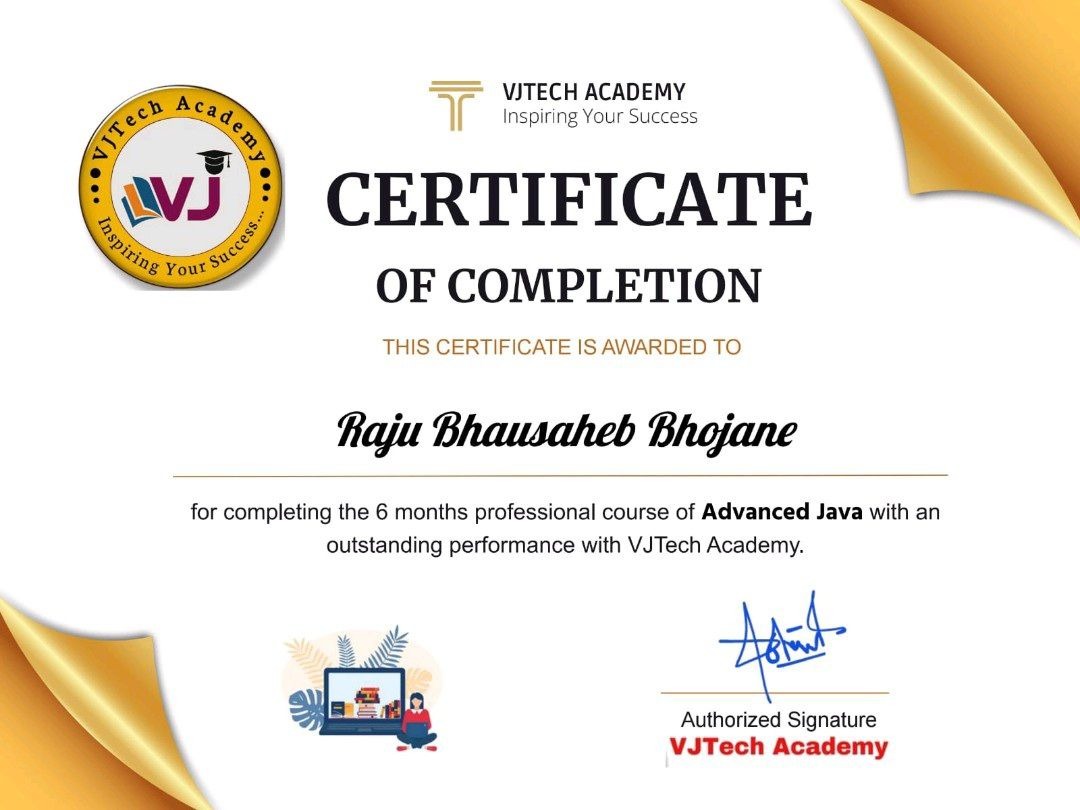 VJTech Academy
VJ
Inspiring Your Success...
VJTECH ACADEMY
Inspiring Your Success
CERTIFICATE
OF COMPLETION
THIS CERTIFICATE IS AWARDED TO
Raju Bhausaheb Bhojane
for completing the 6 months professional course of Advanced Java with an
outstanding performance with VJTech Academy.
Authorized Signature
VJTech Academy